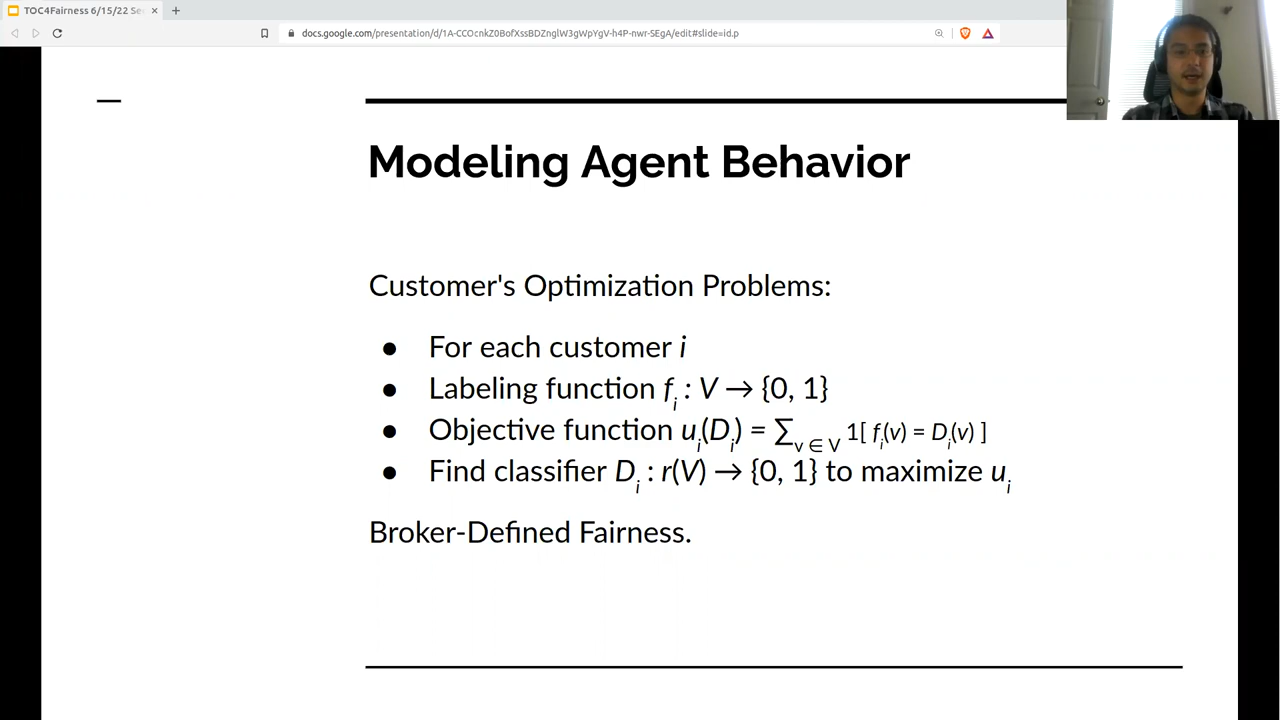 TOC4Fairness 6/15/22 Se
docs.google.com/presentation/d/1A-CCOcnkZ0BofXssBDZnglW3gWpYgV-h4P-nwr-SEgA/edit#slide=id.p
Modeling Agent Behavior
Customer's Optimization Problems:
● For each customer i
● Labeling function fᵢ : V → {0, 1}
● Objective function uᵢ(Dᵢ) = ∑v ∈ V 1[ fᵢ(v) = Dᵢ(v) ]
● Find classifier Dᵢ : r(V) → {0, 1} to maximize uᵢ
Broker-Defined Fairness.